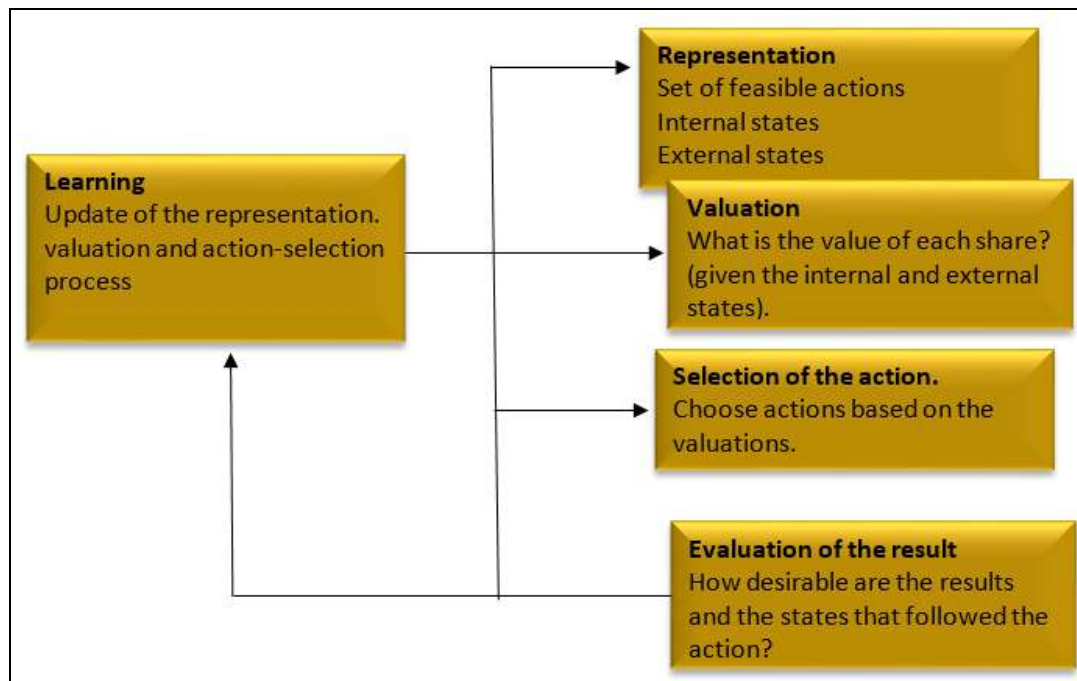 Representation
Set of feasible actions
Internal states
External states
Learning
Update of the representation.
valuation and action-selection
process
Valuation
What is the value of each share?
(given the internal and external
states).
Selection of the action.
Choose actions based on the
valuations.
Evaluation of the result
How desirable are the results
and the states that followed the
action?